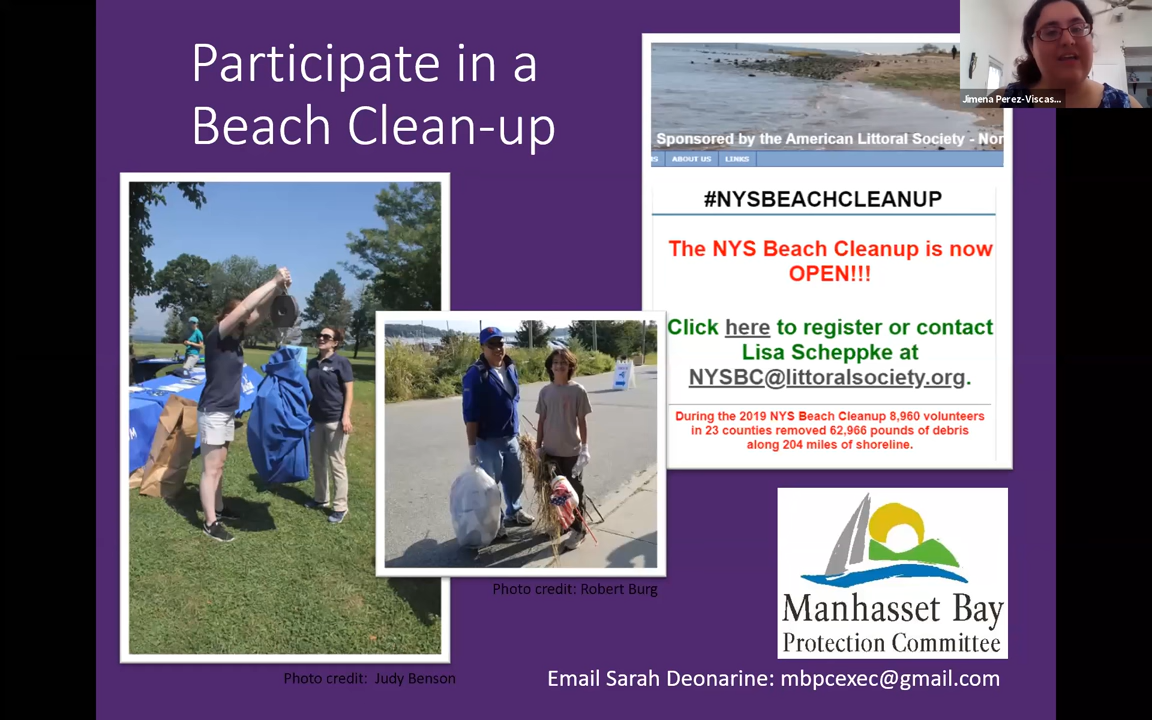 Participate in a
Beach Clean-up
Jimena Perez-Viscas...
Sponsored by the American Littoral Society - Nor
ABOUT US
LINKS
#NYSBEACHCLEANUP
The NYS Beach Cleanup is now
OPEN!!!
Click here to register or contact
Lisa Scheppke at
NYSBC@littoralsociety.org.
During the 2019 NYS Beach Cleanup 8,960 volunteers
in 23 counties removed 62,966 pounds of debris
along 204 miles of shoreline.
Photo credit: Robert Burg
Manhasset Bay
Protection Committee
Photo credit: Judy Benson
Email Sarah Deonarine: mbpcexec@gmail.com